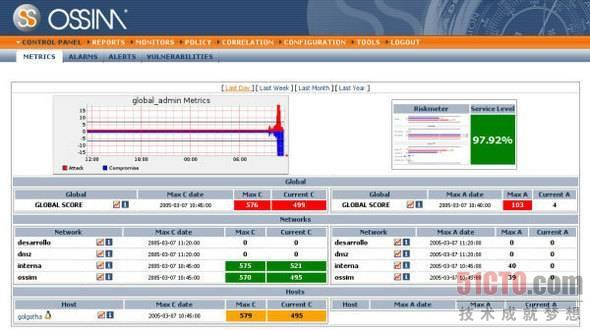 OSSIM
CONTROL PANEL REPORTS MONITORS POLICY CORRELATION CONFIGURATION TOOLS LOGOUT
METRICS ALARMS ALERTS VULNERABILITIES
[ Last Day ] [ Last Week ] [ Last Month ] [ Last Year ]
global_admin Metrics
15
10
5
0
-5
-10
-15
12:00 18:00 00:00 06:00
Attack Compromise
Riskmeter Service Level
97.92%
Global
Global Max C date Max C Current C Global Max A date Max A Current A
GLOBAL SCORE 2005-03-07 10:45:00 576 499 GLOBAL SCORE 2005-03-07 10:40:00 103 4
Networks
Network Max C date Max C Current C Network Max A date Max A Current A
desarrollo 2005-03-07 11:20:00 0 0 desarrollo 2005-03-07 11:20:00 0 0
dmz 2005-03-07 11:20:00 0 0 dmz 2005-03-07 11:20:00 0 0
interna 2005-03-07 10:45:00 575 521 interna 2005-03-07 10:45:00 40 0
ossim 2005-03-07 10:45:00 570 495 ossim 2005-03-07 10:45:00 39
Hosts
Host Max C date Max C Current C Host Max A date Max A Current A
golgotha 2005-03-07 10:45:00 579 495
51CTO.com
技术成就梦想